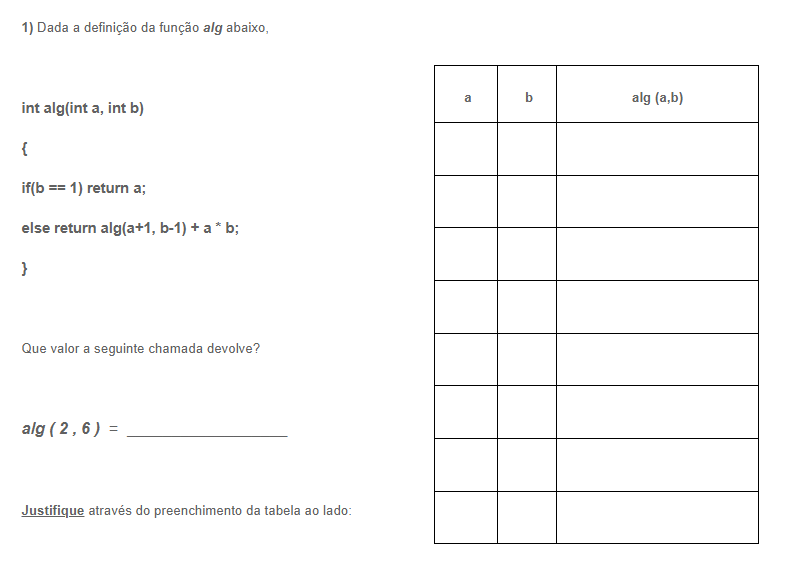 1) Dada a definição da função alg abaixo,
a b alg (a,b)
int alg(int a, int b)
{
if(b == 1) return a;
else return alg(a+1, b-1) + a * b;
}
Que valor a seguinte chamada devolve?
alg ( 2 , 6 ) = ____________________
Justifique através do preenchimento da tabela ao lado: